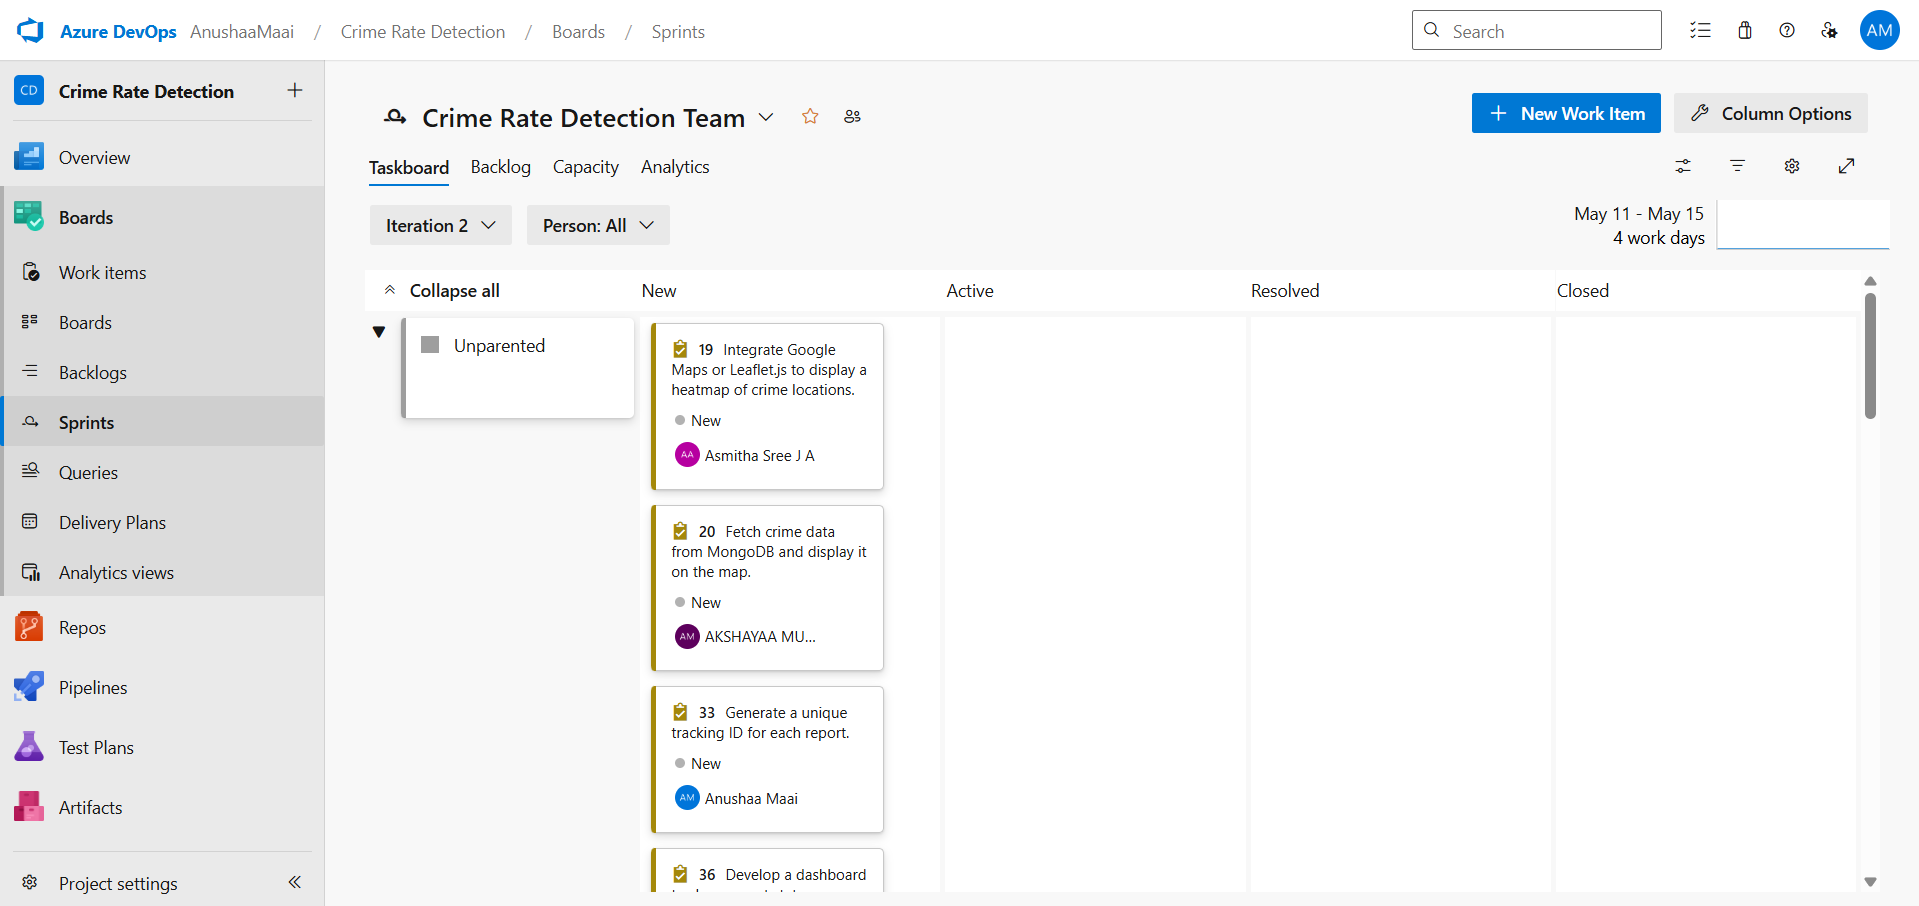 Azure DevOps AnushaaMaai / Crime Rate Detection / Boards / Sprints
Search
AM
CD Crime Rate Detection
Overview
Boards
Work items
Boards
Backlogs
Sprints
Queries
Delivery Plans
Analytics views
Repos
Pipelines
Test Plans
Artifacts
Project settings
Crime Rate Detection Team
New Work Item
Column Options
Taskboard Backlog Capacity Analytics
Iteration 2
Person: All
May 11 - May 15
4 work days
Collapse all New Active Resolved Closed
Unparented
19 Integrate Google
Maps or Leaflet.js to display a
heatmap of crime locations.
New
AA Asmitha Sree J A
20 Fetch crime data
from MongoDB and display it
on the map.
New
AM AKSHAYAA MU...
33 Generate a unique
tracking ID for each report.
New
AM Anushaa Maai
36 Develop a dashboard